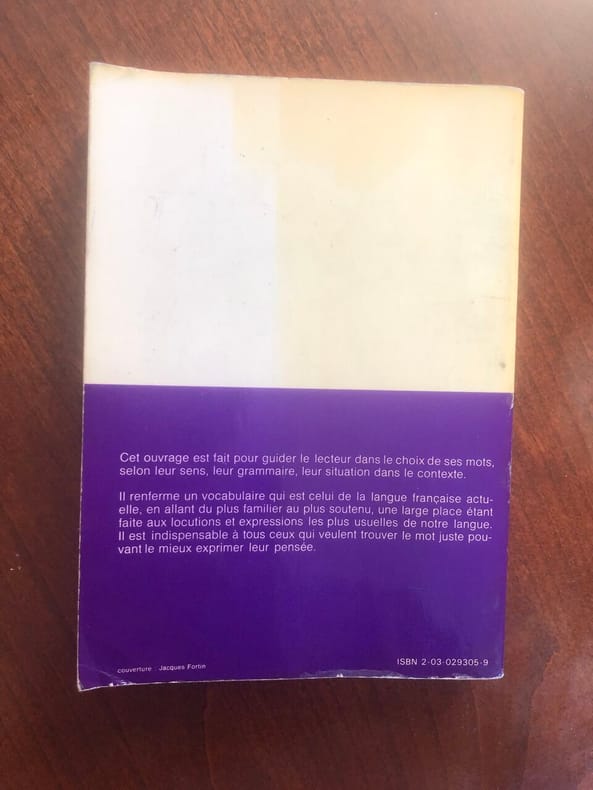 Cet ouvrage est fait pour guider le lecteur dans le choix de ses mots,
selon leur sens, leur grammaire, leur situation dans le contexte.
Il renferme un vocabulaire qui est celui de la langue française actu-
elle, en allant du plus familier au plus soutenu, une large place étant
faite aux locutions et expressions les plus usuelles de notre langue.
Il est indispensable à tous ceux qui veulent trouver le mot juste pou-
vant le mieux exprimer leur pensée.
couverture : Jacques Fortin
ISBN 2-03-029305-9